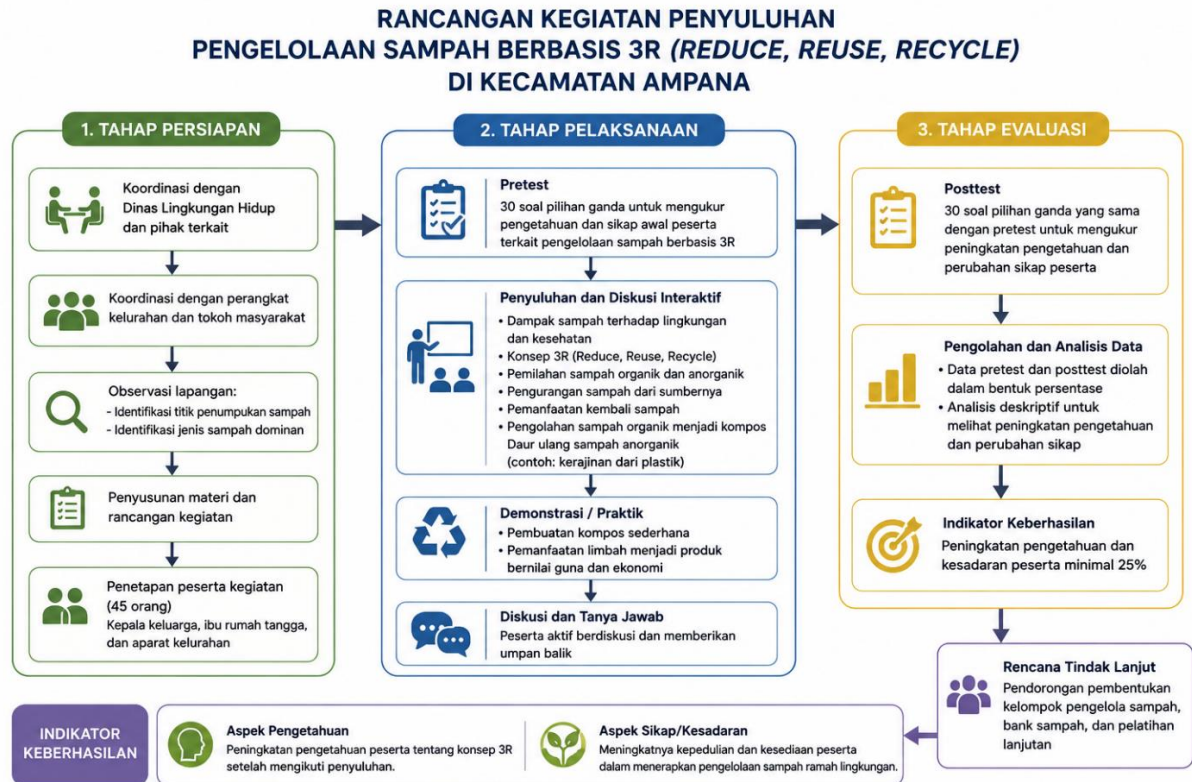 RANCANGAN KEGIATAN PENYULUHAN
PENGELOLAAN SAMPAH BERBASIS 3R (REDUCE, REUSE, RECYCLE)
DI KECAMATAN AMPANA
1. TAHAP PERSIAPAN
Koordinasi dengan
Dinas Lingkungan Hidup
dan pihak terkait
Koordinasi dengan perangkat
kelurahan dan tokoh masyarakat
Observasi lapangan:
- Identifikasi titik penumpukan sampah
- Identifikasi jenis sampah dominan
Penyusunan materi dan
rancangan kegiatan
Penetapan peserta kegiatan
(45 orang)
Kepala keluarga, ibu rumah tangga,
dan aparat kelurahan
2. TAHAP PELAKSANAAN
Pretest
30 soal pilihan ganda untuk mengukur
pengetahuan dan sikap awal peserta
terkait pengelolaan sampah berbasis 3R
Penyuluhan dan Diskusi Interaktif
• Dampak sampah terhadap lingkungan
dan kesehatan
• Konsep 3R (Reduce, Reuse, Recycle)
• Pemilahan sampah organik dan anorganik
• Pengurangan sampah dari sumbernya
• Pemanfaatan kembali sampah
• Pengolahan sampah organik menjadi kompos
Daur ulang sampah anorganik
(contoh: kerajinan dari plastik)
Demonstrasi / Praktik
• Pembuatan kompos sederhana
• Pemanfaatan limbah menjadi produk
bernilai guna dan ekonomi
Diskusi dan Tanya Jawab
Peserta aktif berdiskusi dan memberikan
umpan balik
3. TAHAP EVALUASI
Posttest
30 soal pilihan ganda yang sama
dengan pretest untuk mengukur
peningkatan pengetahuan dan
perubahan sikap peserta
Pengolahan dan Analisis Data
• Data pretest dan posttest diolah
dalam bentuk persentase
• Analisis deskriptif untuk
melihat peningkatan pengetahuan
dan perubahan sikap
Indikator Keberhasilan
Peningkatan pengetahuan dan
kesadaran peserta minimal 25%
Rencana Tindak Lanjut
Pendorongan pembentukan
kelompok pengelola sampah,
bank sampah, dan pelatihan
lanjutan
INDIKATOR
KEBERHASILAN
Aspek Pengetahuan
Peningkatan pengetahuan peserta tentang konsep 3R
setelah mengikuti penyuluhan.
Aspek Sikap/Kesadaran
Meningkatnya kepedulian dan kesediaan peserta
dalam menerapkan pengelolaan sampah ramah lingkungan.